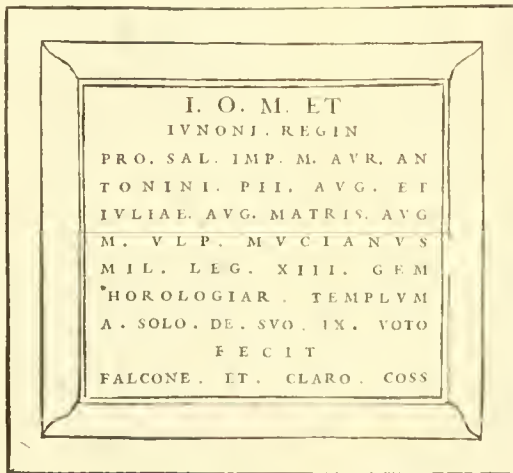 I. O. M. ET
IVNONI. REGIN
PRO. SAL. IMP. M. AVR. AN
TONINI. PII. AVG. ET
IVLIAE. AVG. MATRIS. AVG
M. VLP. MVCIANVS
MIL. LEG. XIII. GEM
HOROLOGIAR. TEMPLVM
A. SOLO. DE. SVO. IX. VOTO
FECIT
FALCONE. ET. CLARO. COSS